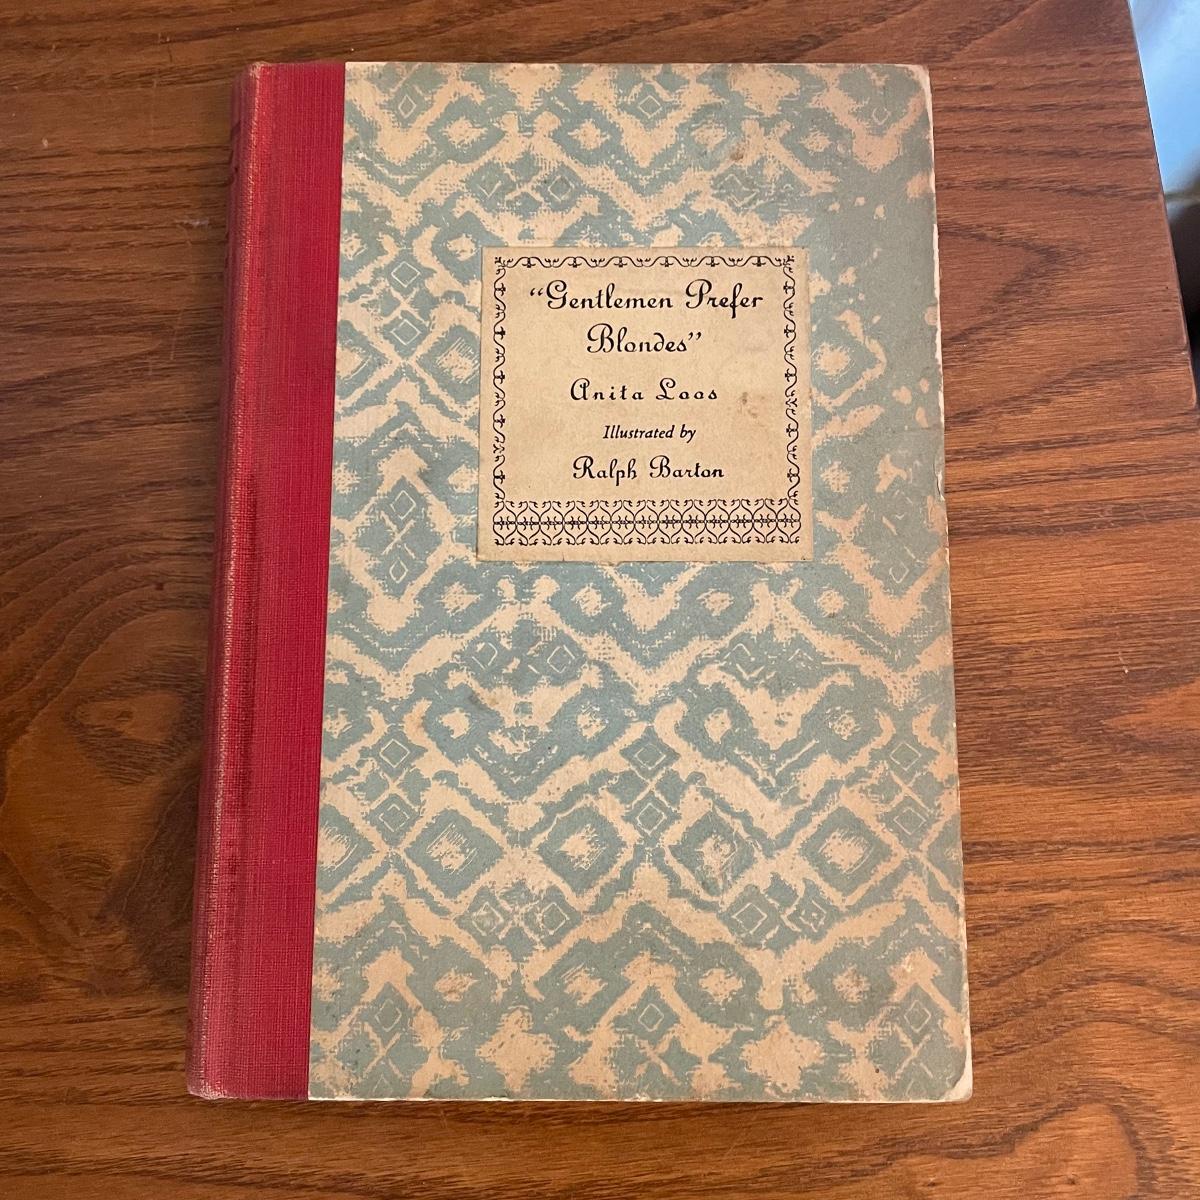 “Gentlemen Prefer
Blondes”
Anita Loos
Illustrated by
Ralph Barton